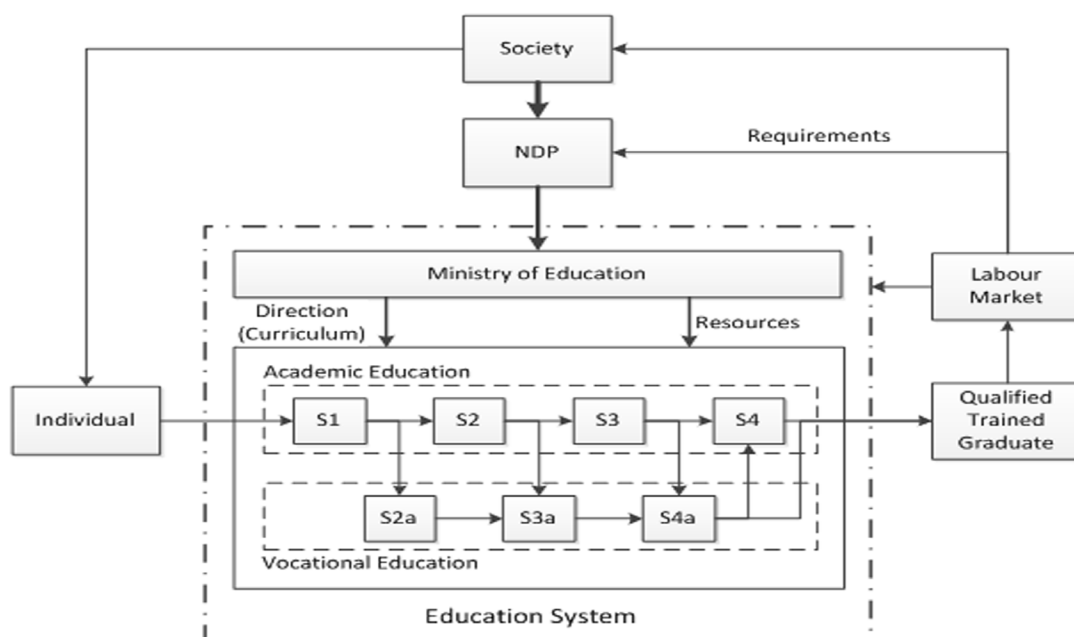 Society
NDP
Requirements
Ministry of Education
Labour
Market
Direction
(Curriculum)
Resources
Academic Education
Individual
S1
S2
S3
S4
Qualified
Trained
Graduate
S2a
S3a
S4a
Vocational Education
Education System